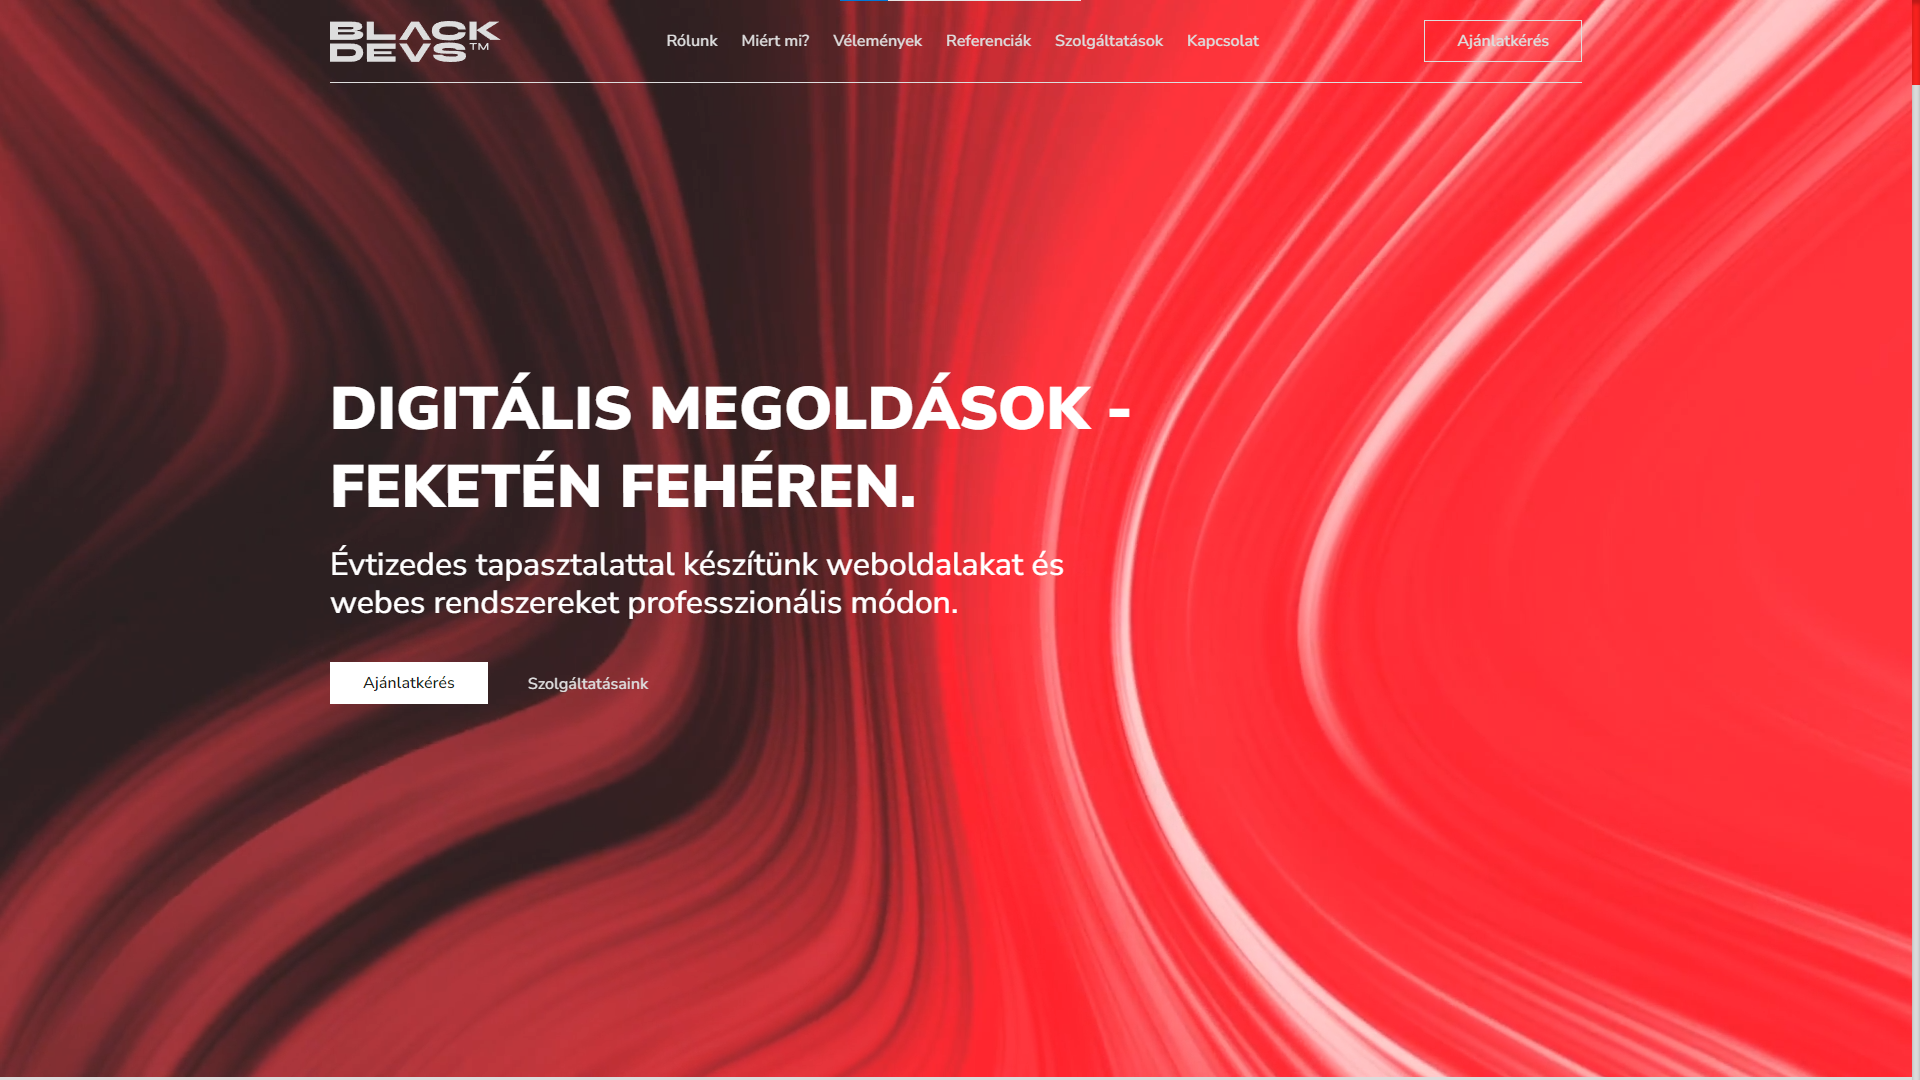 BLACK
DEVS™
Rólunk
Miért mi?
Vélemények
Referenciák
Szolgáltatások
Kapcsolat
Ajánlatkérés
DIGITÁLIS MEGOLDÁSOK -
FEKETÉN FEHÉREN.
Évtizedes tapasztalattal készítünk weboldalakat és
webes rendszereket professzionális módon.
Ajánlatkérés
Szolgáltatásaink